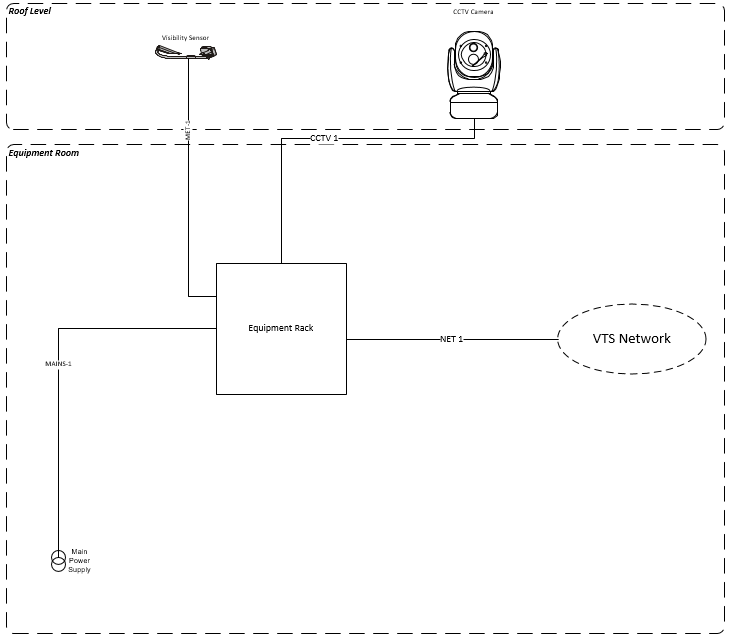 Roof Level
CCTV Camera
Visibility Sensor
MET-1
CCTV 1
Equipment Room
Equipment Rack
NET 1
VTS Network
MAINS-1
Main
Power
Supply